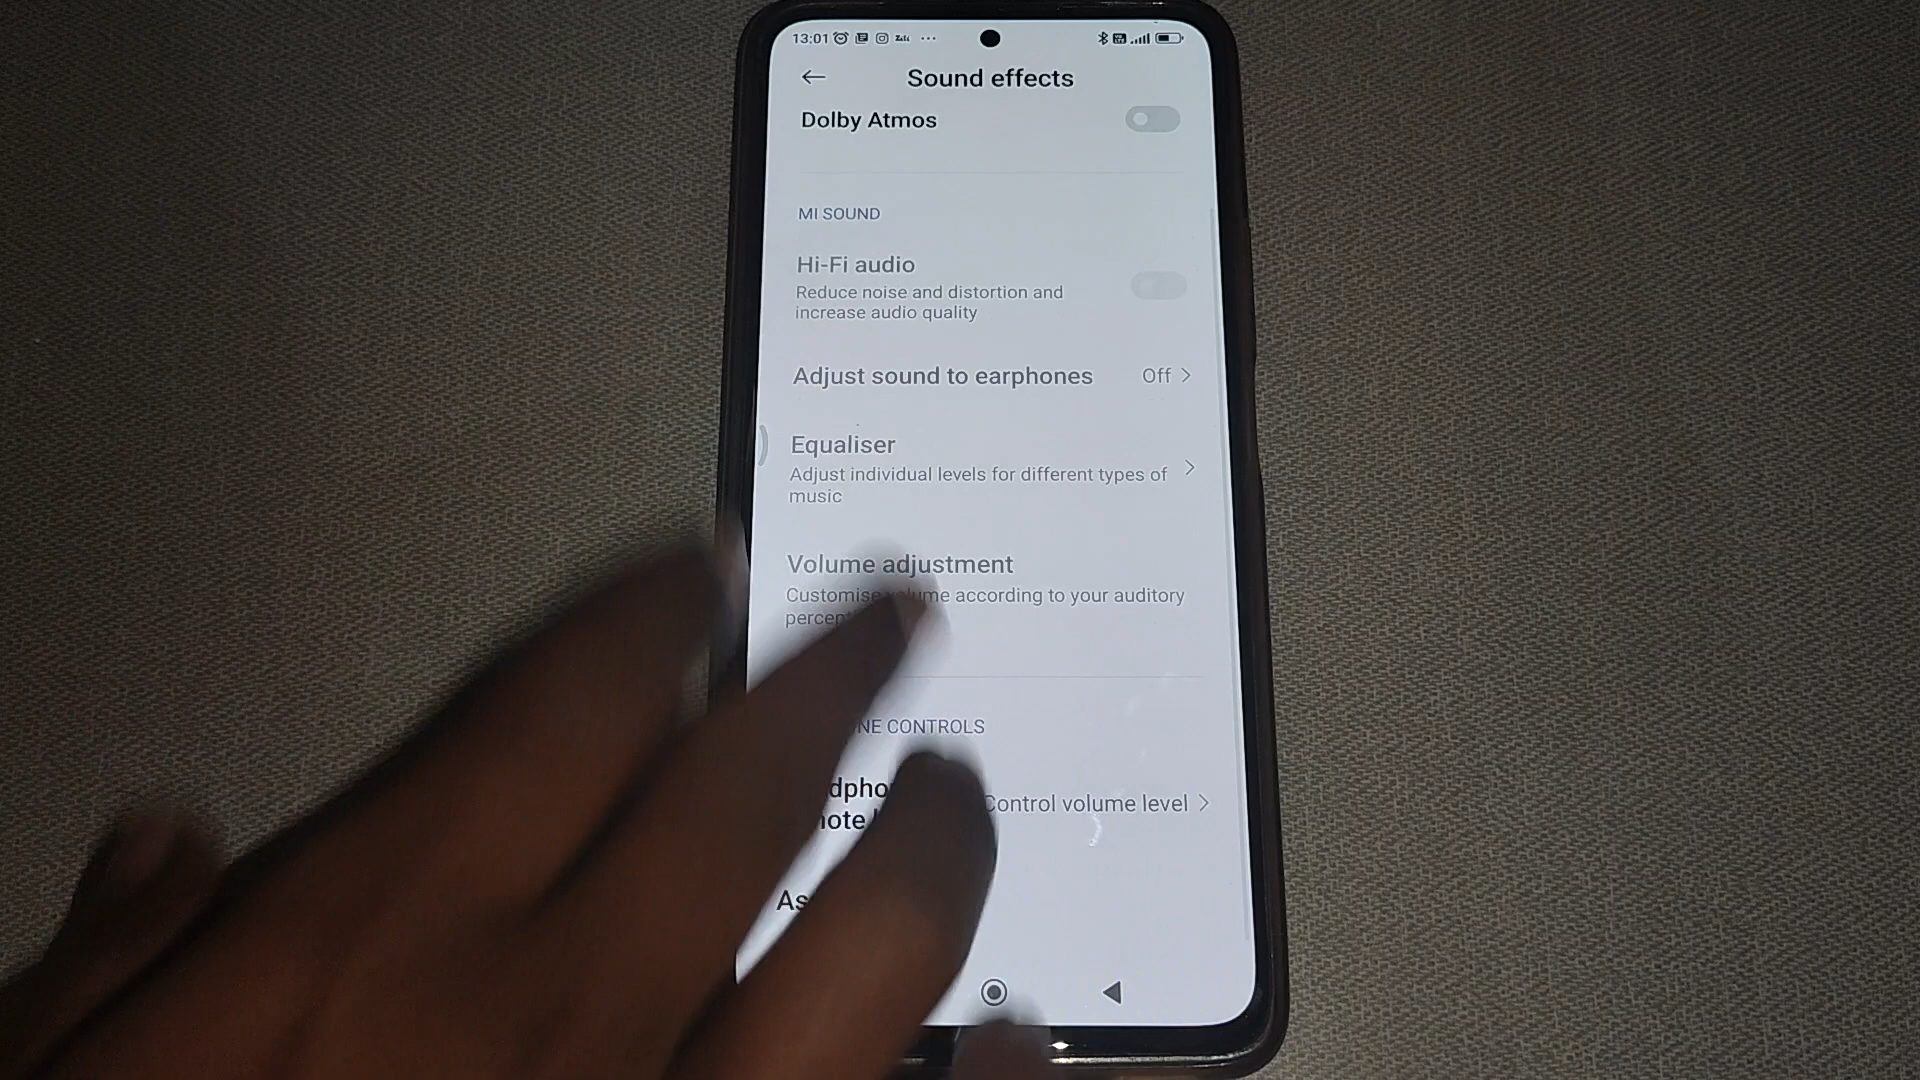 13:01
Sound effects
Dolby Atmos
MI SOUND
Hi-Fi audio
Reduce noise and distortion and
increase audio quality
Adjust sound to earphones Off
Equaliser
Adjust individual levels for different types of
music
Volume adjustment
Customise volume according to your auditory
CONTROLS
Control volume level